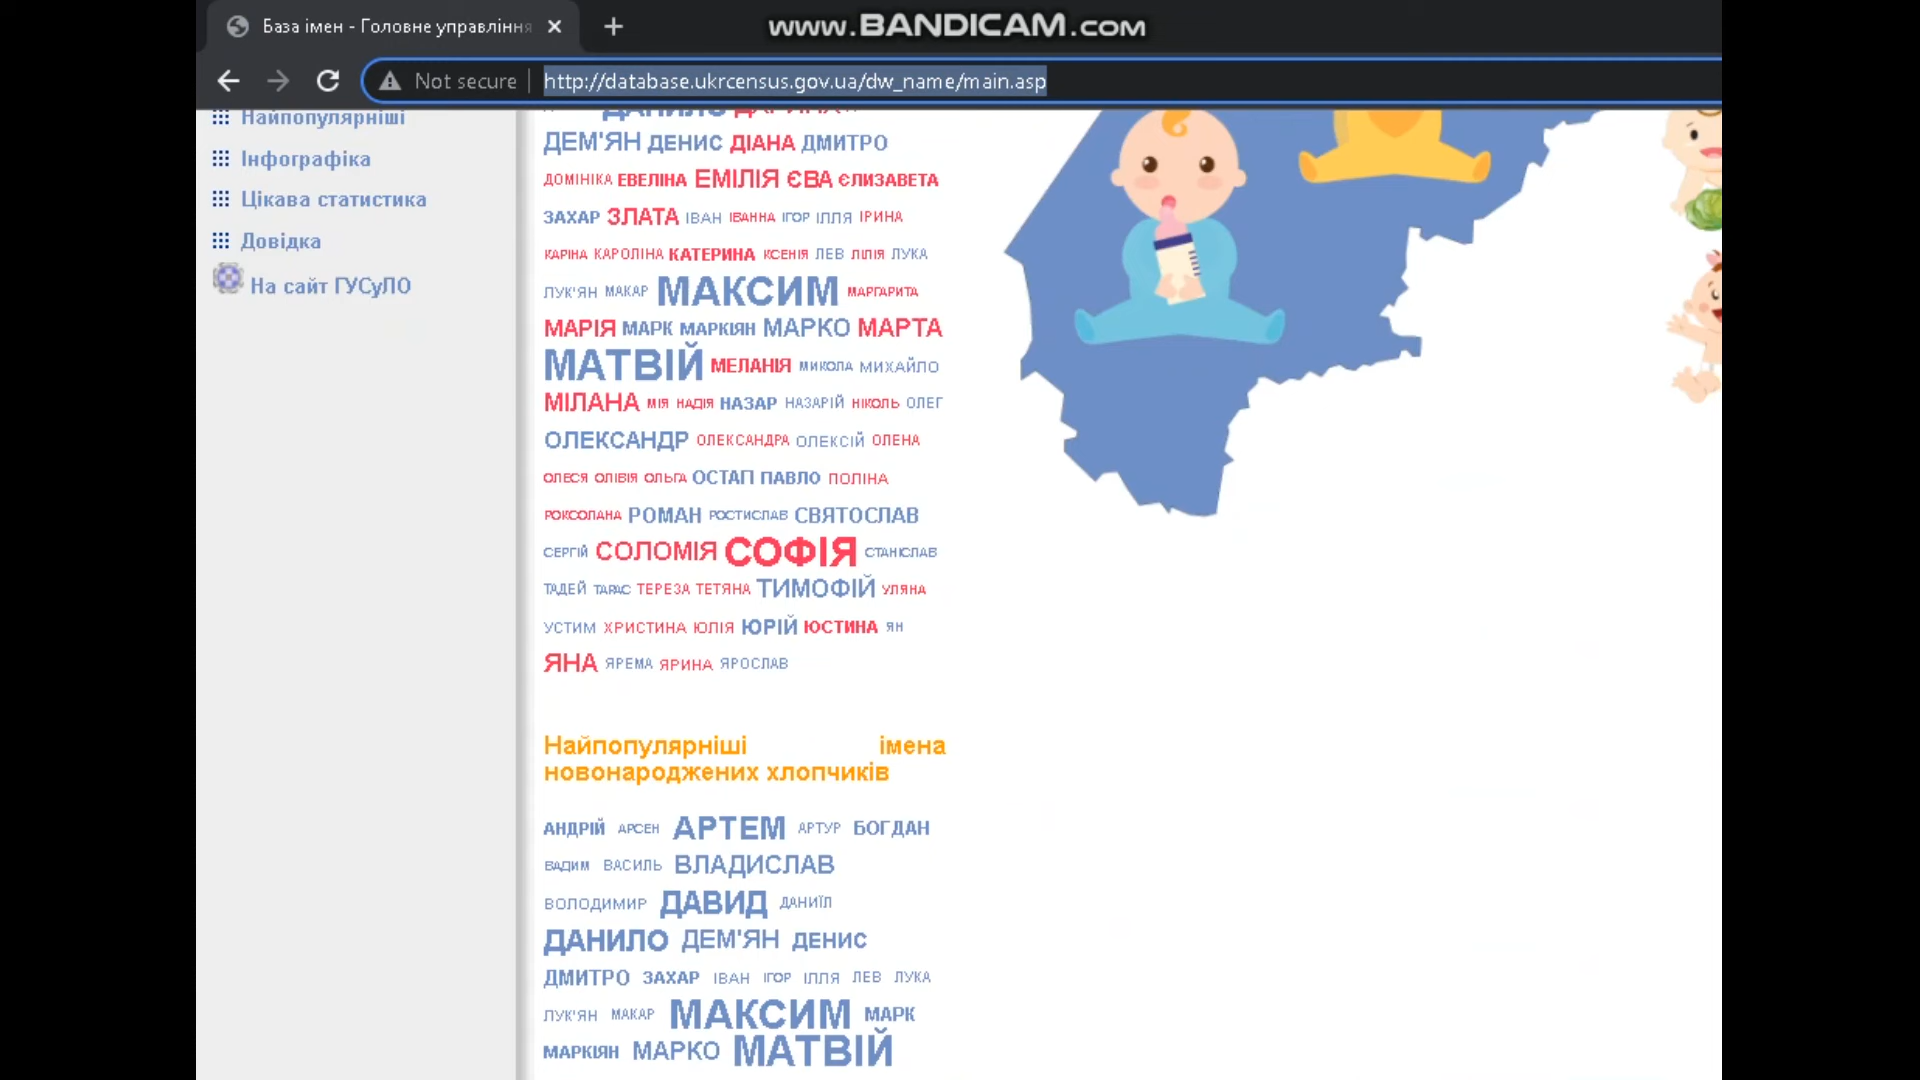 База імен - Головне управління
www.BANDICAM.com
Not secure
http://database.ukrcensus.gov.ua/dw_name/main.asp
Найпопулярніші
Інфографіка
Цікава статистика
Довідка
На сайт ГУСуЛО
ДАНИЛО ДАРИНА
ДЕМ'ЯН ДЕНИС ДІАНА ДМИТРО
ДОМІНІКА ЕВЕЛІНА ЕМІЛІЯ ЄВА ЄЛИЗАВЕТА
ЗАХАР ЗЛАТА ІВАН ІВАННА ІГОР ІЛЛЯ ІРИНА
КАРІНА КАРОЛІНА КАТЕРИНА КСЕНІЯ ЛЕВ ЛІЛІЯ ЛУКА
ЛУК'ЯН МАКАР МАКСИМ МАРГАРИТА
МАРІЯ МАРК МАРКІЯН МАРКО МАРТА
МАТВІЙ МЕЛАНІЯ МИКОЛА МИХАЙЛО
МІЛАНА МІЯ НАДІЯ НАЗАР НАЗАРІЙ НІКОЛЬ ОЛЕГ
ОЛЕКСАНДР ОЛЕКСАНДРА ОЛЕКСІЙ ОЛЕНА
ОЛЕСЯ ОЛІВІЯ ОЛЬГА ОСТАП ПАВЛО ПОЛІНА
РОКСОЛАНА РОМАН РОСТИСЛАВ СВЯТОСЛАВ
СЕРГІЙ СОЛОМІЯ СОФІЯ СТАНІСЛАВ
ТАДЕЙ ТАРАС ТЕРЕЗА ТЕТЯНА ТИМОФІЙ УЛЯНА
УСТИМ ХРИСТИНА ЮЛІЯ ЮРІЙ ЮСТИНА ЯН
ЯНА ЯРЕМА ЯРИНА ЯРОСЛАВ
Найпопулярніші імена
новонароджених хлопчиків
АНДРІЙ АРСЕН АРТЕМ АРТУР БОГДАН
ВАДИМ ВАСИЛЬ ВЛАДИСЛАВ
ВОЛОДИМИР ДАВИД ДАНИЇЛ
ДАНИЛО ДЕМ'ЯН ДЕНИС
ДМИТРО ЗАХАР ІВАН ІГОР ІЛЛЯ ЛЕВ ЛУКА
ЛУК'ЯН МАКАР МАКСИМ МАРК
МАРКІЯН МАРКО МАТВІЙ